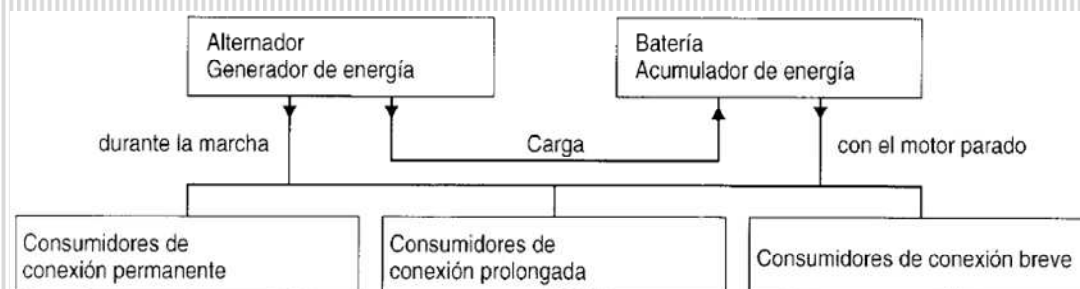 Alternador
Generador de energía
Batería
Acumulador de energía
durante la marcha
Carga
con el motor parado
Consumidores de
conexión permanente
Consumidores de
conexión prolongada
Consumidores de conexión breve